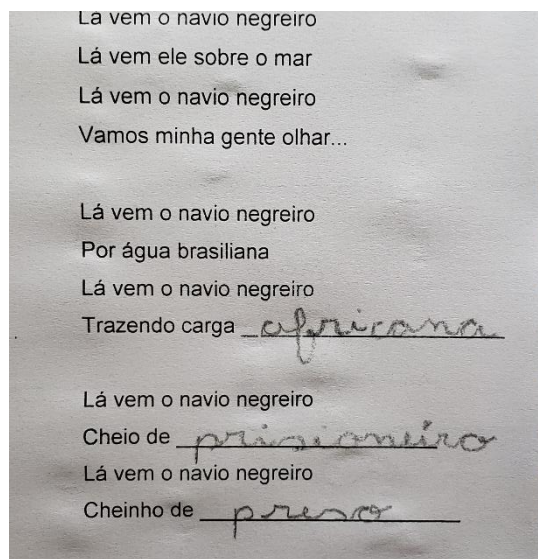 Lá vem o navio negreiro
Lá vem ele sobre o mar
Lá vem o navio negreiro
Vamos minha gente olhar...
Lá vem o navio negreiro
Por água brasiliana
Lá vem o navio negreiro
Trazendo carga africana
Lá vem o navio negreiro
Cheio de prisioneiro
Lá vem o navio negreiro
Cheinho de preso